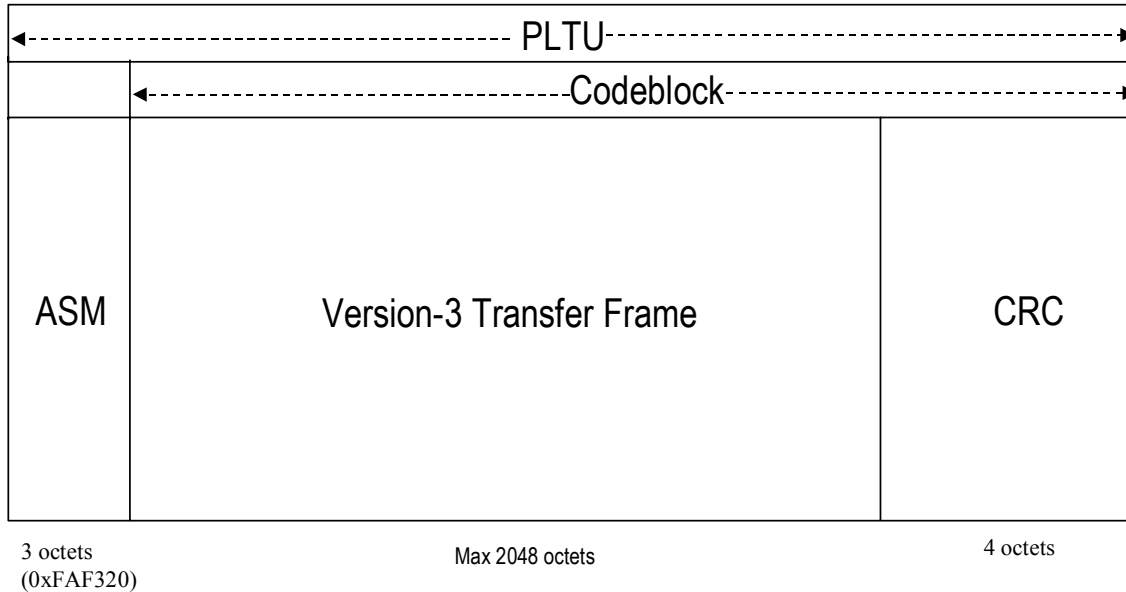 PLTU
Codeblock
ASM
Version-3 Transfer Frame
CRC
3 octets
(0xFAF320)
Max 2048 octets
4 octets